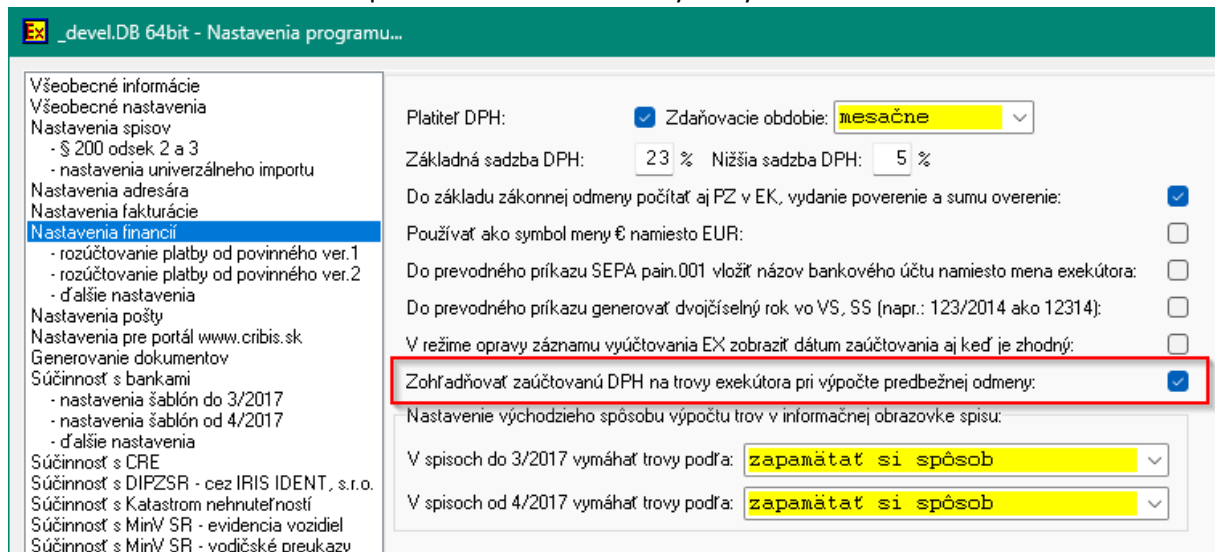 Ex _devel.DB 64bit - Nastavenia programu...
Všeobecné informácie
Všeobecné nastavenia
Nastavenia spisov
- § 200 odsek 2 a 3
- nastavenia univerzálneho importu
Nastavenia adresára
Nastavenia fakturácie
Nastavenia financií
- rozúčtovanie platby od povinného ver.1
- rozúčtovanie platby od povinného ver.2
- ďalšie nastavenia
Nastavenia pošty
Nastavenia pre portál www.cribis.sk
Generovanie dokumentov
Súčinnosť s bankami
- nastavenia šablón do 3/2017
- nastavenia šablón od 4/2017
- ďalšie nastavenia
Súčinnosť s CRE
Súčinnosť s DIPZSR - cez IRIS IDENT, s.r.o.
Súčinnosť s Katastrom nehnuteľností
Súčinnosť s MinV SR - evidencia vozidiel
Súčinnosť s MinV SR - vodičské preukazy
Platiteľ DPH: Zdaňovacie obdobie: mesačne
Základná sadzba DPH: 23 % Nižšia sadzba DPH: 5 %
Do základu zákonnej odmeny počítať aj PZ v EK, vydanie poverenie a sumu overenie:
Používať ako symbol meny € namiesto EUR:
Do prevodného príkazu SEPA pain.001 vložiť názov bankového účtu namiesto mena exekútora:
Do prevodného príkazu generovať dvojčíselný rok vo VS, SS (napr.: 123/2014 ako 12314):
V režime opravy záznamu vyúčtovania EX zobraziť dátum zaúčtovania aj keď je zhodný:
Zohľadňovať zaúčtovanú DPH na trovy exekútora pri výpočte predbežnej odmeny:
Nastavenie východzieho spôsobu výpočtu trov v informačnej obrazovke spisu:
V spisoch do 3/2017 vymáhať trovy podľa: zapamätať si spôsob
V spisoch od 4/2017 vymáhať trovy podľa: zapamätať si spôsob